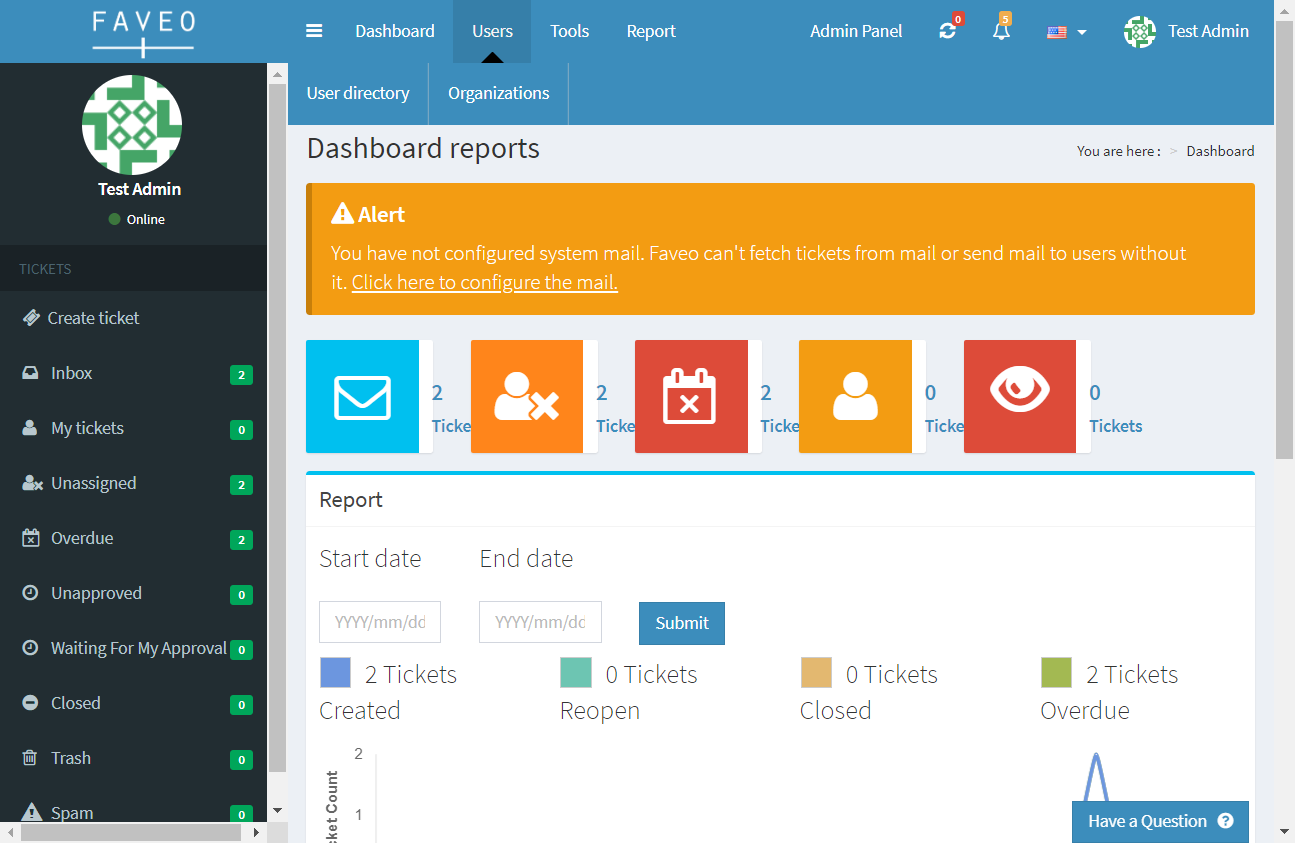 FAVEO
Dashboard
Users
Tools
Report
Admin Panel
0
5
Test Admin
User directory
Organizations
Test Admin
Online
TICKETS
Create ticket
Inbox 2
My tickets 0
Unassigned 2
Overdue 2
Unapproved 0
Waiting For My Approval 0
Closed 0
Trash 0
Spam 0
Dashboard reports
You are here : > Dashboard
Alert
You have not configured system mail. Faveo can't fetch tickets from mail or send mail to users without
it. Click here to configure the mail.
2
Ticke
2
Ticke
2
Ticke
0
Ticke
0
Tickets
Report
Start date
End date
YYYY/mm/dd
YYYY/mm/dd
Submit
2 Tickets
Created
0 Tickets
Reopen
0 Tickets
Closed
2 Tickets
Overdue
2
1
cket Count
Have a Question ?